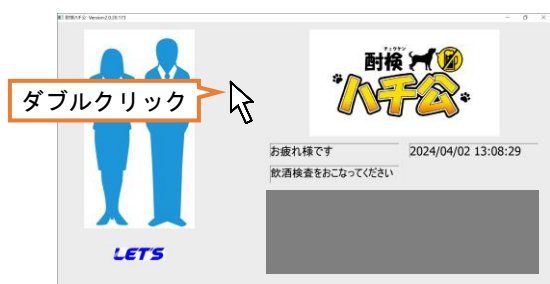 酎検ハチ公 Version2.0.28.173
チュウケン
酎検
ハチ公
ダブルクリック
お疲れ様です
2024/04/02 13:08:29
飲酒検査をおこなってください
LET'S